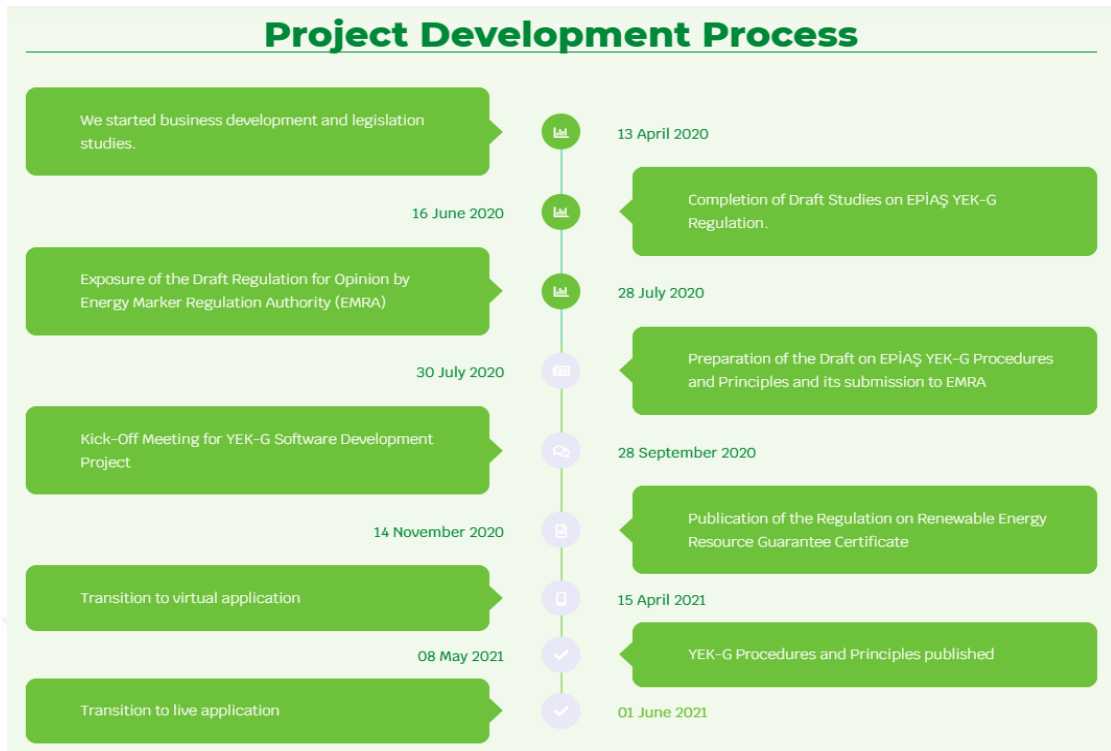 Project Development Process
We started business development and legislation
studies.
13 April 2020
16 June 2020
Completion of Draft Studies on EPİAŞ YEK-G
Regulation.
Exposure of the Draft Regulation for Opinion by
Energy Marker Regulation Authority (EMRA)
28 July 2020
30 July 2020
Preparation of the Draft on EPİAŞ YEK-G Procedures
and Principles and its submission to EMRA
Kick-Off Meeting for YEK-G Software Development
Project
28 September 2020
14 November 2020
Publication of the Regulation on Renewable Energy
Resource Guarantee Certificate
Transition to virtual application
15 April 2021
08 May 2021
YEK-G Procedures and Principles published
Transition to live application
01 June 2021